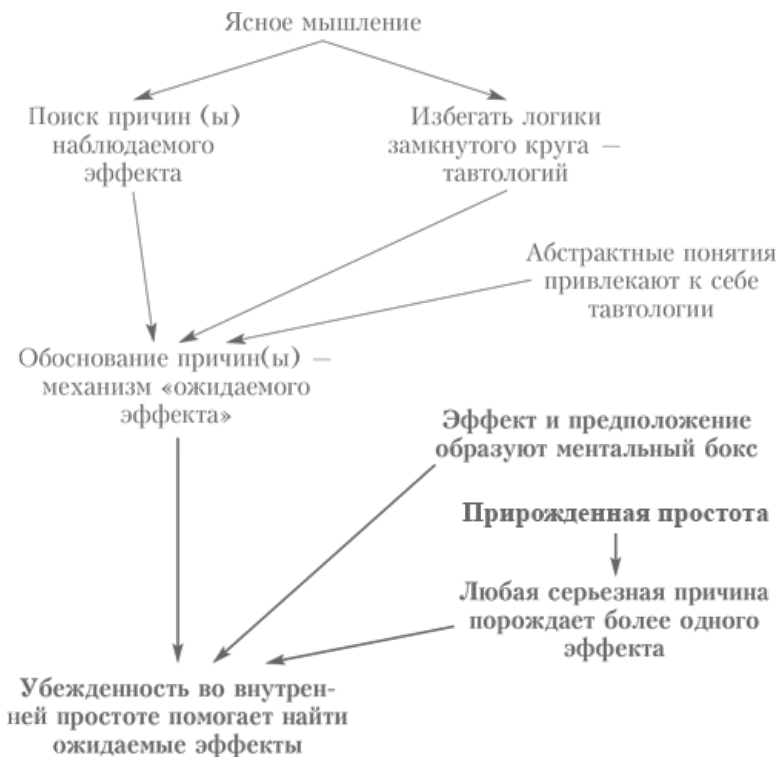 Ясное мышление
Поиск причин (ы)
наблюдаемого
эффекта
Избегать логики
замкнутого круга —
тавтологий
Абстрактные понятия
привлекают к себе
тавтологии
Обоснование причин(ы) —
механизм «ожидаемого
эффекта»
Эффект и предположение
образуют ментальный бокс
Прирожденная простота
Любая серьезная причина
порождает более одного
эффекта
Убежденность во внутрен-
ней простоте помогает найти
ожидаемые эффекты